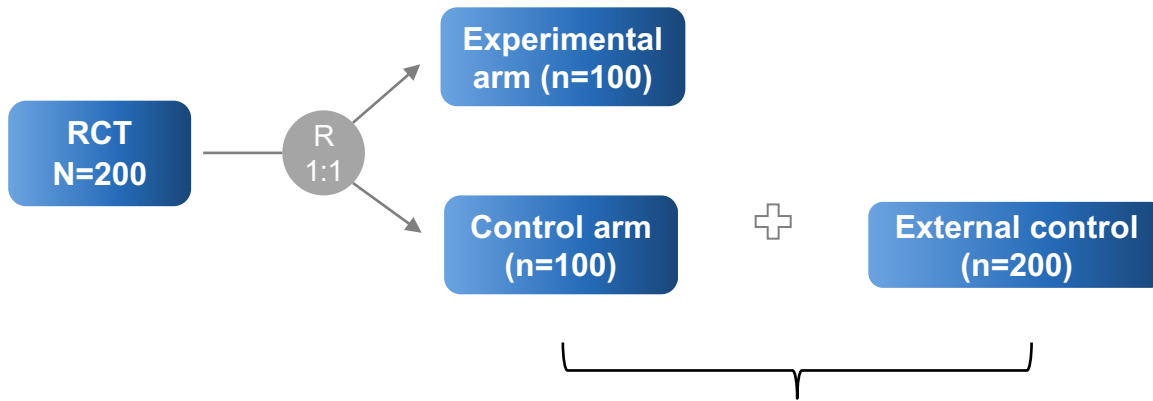 Experimental
arm (n=100)
RCT
N=200
R
1:1
Control arm
(n=100)
External control
(n=200)